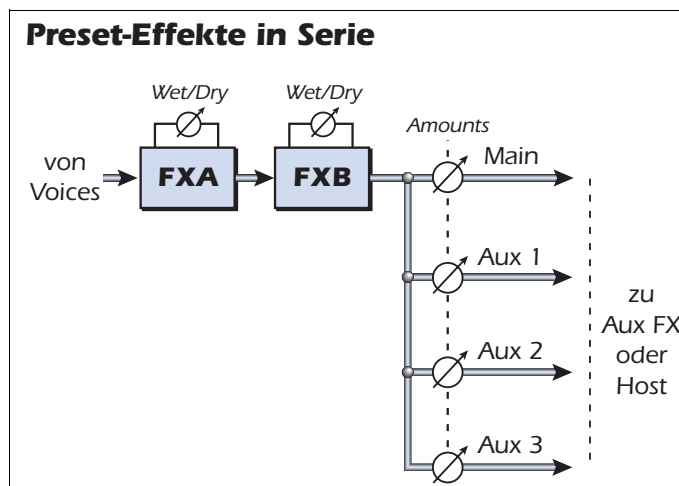 Preset-Effekte in Serie
Wet/Dry
Wet/Dry
Amounts
von
Voices
FXA
FXB
Main
Aux 1
Aux 2
Aux 3
zu
Aux FX
oder
Host